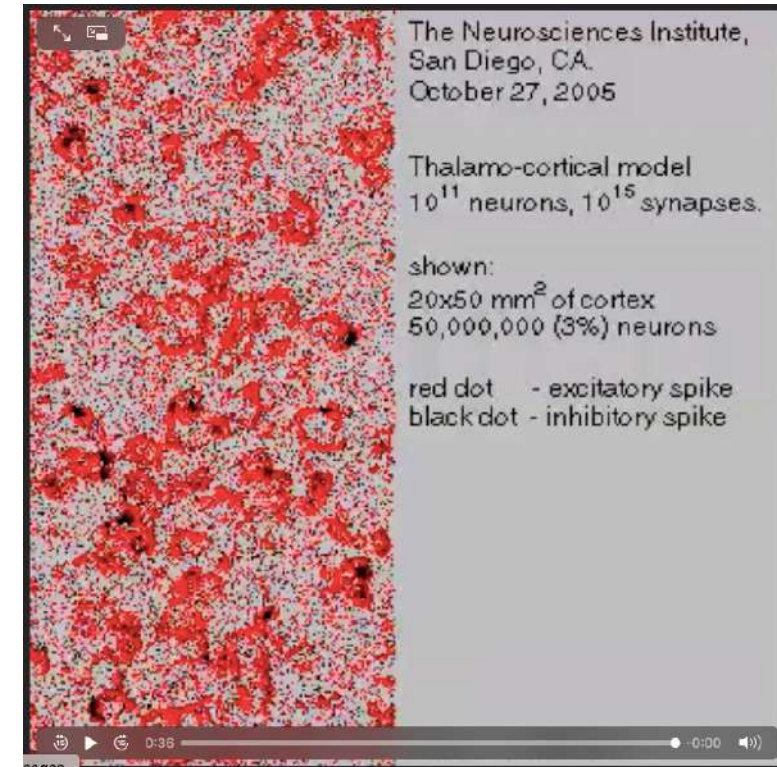 The Neurosciences Institute,
San Diego, CA.
October 27, 2005
Thalamo-cortical model
10¹¹ neurons, 10¹⁵ synapses.
shown:
20x50 mm² of cortex
50,000,000 (3%) neurons
red dot - excitatory spike
black dot - inhibitory spike
15 15 0:36 -0:00